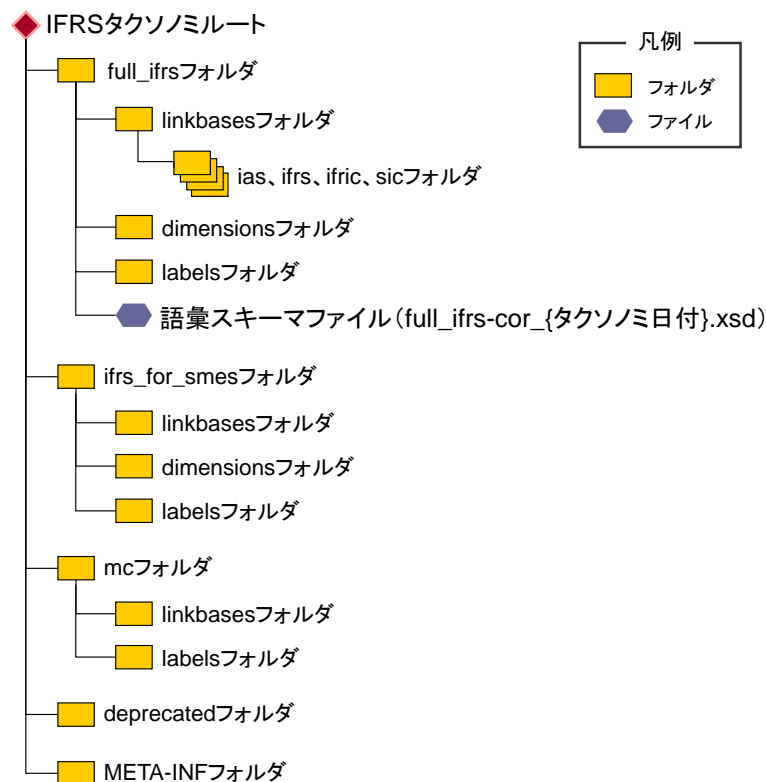 IFRSタクソノミルート
凡例
フォルダ
ファイル
full_ifrsフォルダ
linkbasesフォルダ
ias、ifrs、ifric、sicフォルダ
dimensionsフォルダ
labelsフォルダ
語彙スキーマファイル（full_ifrs-cor_{タクソノミ日付}.xsd）
ifrs_for_smesフォルダ
linkbasesフォルダ
dimensionsフォルダ
labelsフォルダ
mcフォルダ
linkbasesフォルダ
labelsフォルダ
deprecatedフォルダ
META-INFフォルダ